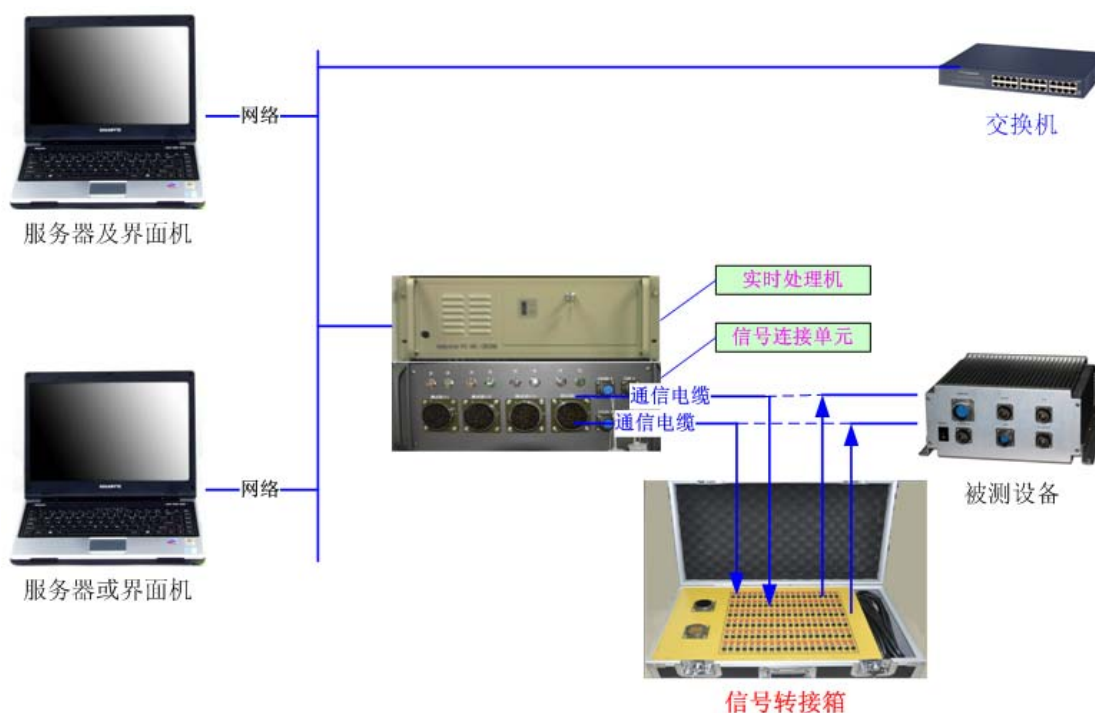 网络
交换机
服务器及界面机
实时处理机
信号连接单元
通信电缆
通信电缆
网络
被测设备
服务器或界面机
信号转接箱